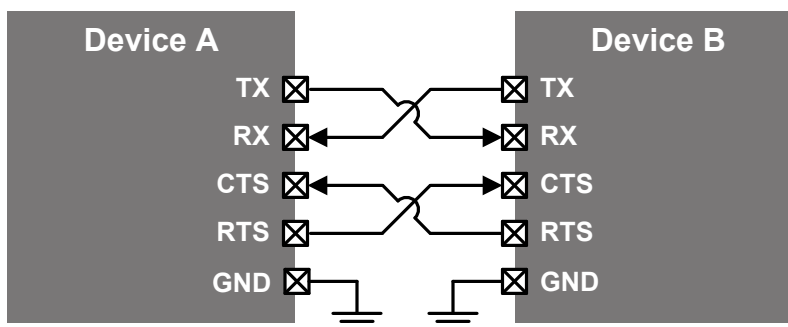 Device A
Device B
TX
TX
RX
RX
CTS
CTS
RTS
RTS
GND
GND